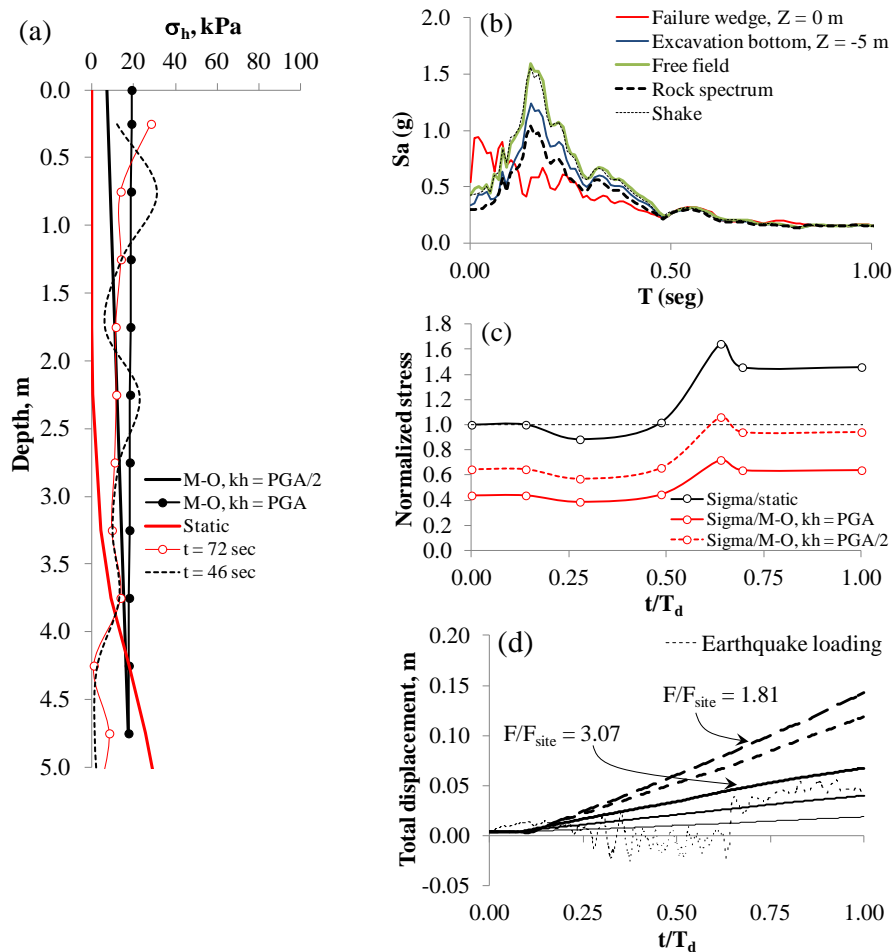 (a)
σh, kPa
0 20 40 60 80 100
0.0
0.5
1.0
1.5
2.0
2.5
3.0
3.5
4.0
4.5
5.0
Depth, m
M-O, kh = PGA/2
M-O, kh = PGA
Static
t = 72 sec
t = 46 sec
(b)
Failure wedge, Z = 0 m
Excavation bottom, Z = -5 m
Free field
Rock spectrum
Shake
2.0
1.5
1.0
0.5
0.0
Sa (g)
0.00 0.50 1.00
T (seg)
(c)
1.8
1.6
1.4
1.2
1.0
0.8
0.6
0.4
0.2
0.0
Normalized stress
Sigma/static
Sigma/M-O, kh = PGA
Sigma/M-O, kh = PGA/2
0.00 0.25 0.50 0.75 1.00
t/Td
(d)
Earthquake loading
F/Fsite = 1.81
F/Fsite = 3.07
0.20
0.15
0.10
0.05
0.00
-0.05
Total displacement, m
0.00 0.25 0.50 0.75 1.00
t/Td